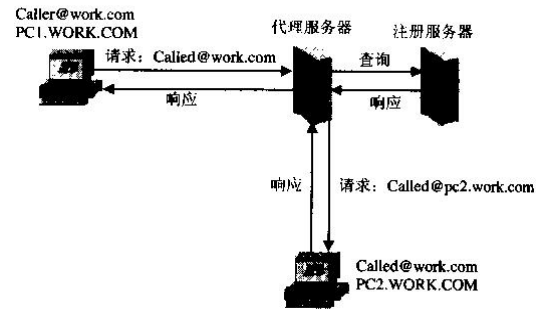 Caller@work.com
PC1.WORK.COM
代理服务器
注册服务器
请求：Calied@work.com
查询
响应
响应
响应
请求：Called@pc2.work.com
Called@work.com
PC2.WORK.COM